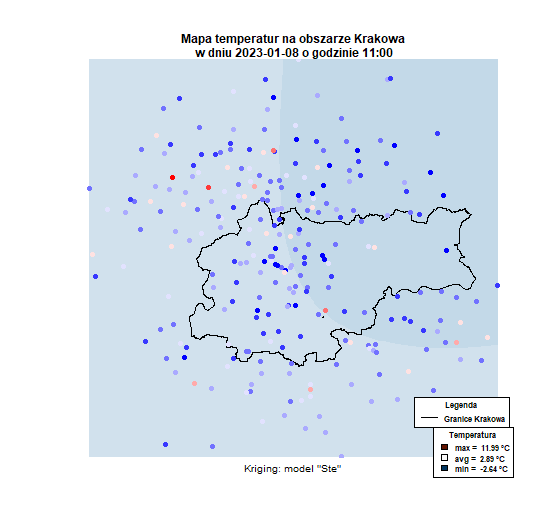 Mapa temperatur na obszarze Krakowa
w dniu 2023-01-08 o godzinie 11:00
Legenda
Granice Krakowa
Temperatura
max = 11.99 °C
avg = 2.89 °C
min = -2.64 °C
Kriging: model "Ste"